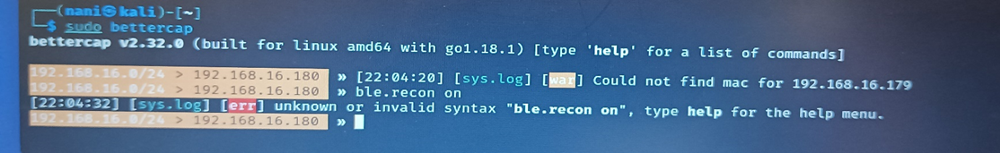 (nani㉿kali)-[~]
$ sudo bettercap
bettercap v2.32.0 (built for linux amd64 with go1.18.1) [type 'help' for a list of commands]
192.168.16.0/24 > 192.168.16.180 » [22:04:20] [sys.log] [war] Could not find mac for 192.168.16.179
192.168.16.0/24 > 192.168.16.180 » ble.recon on
[22:04:32] [sys.log] [err] unknown or invalid syntax "ble.recon on", type help for the help menu.
192.168.16.0/24 > 192.168.16.180 »